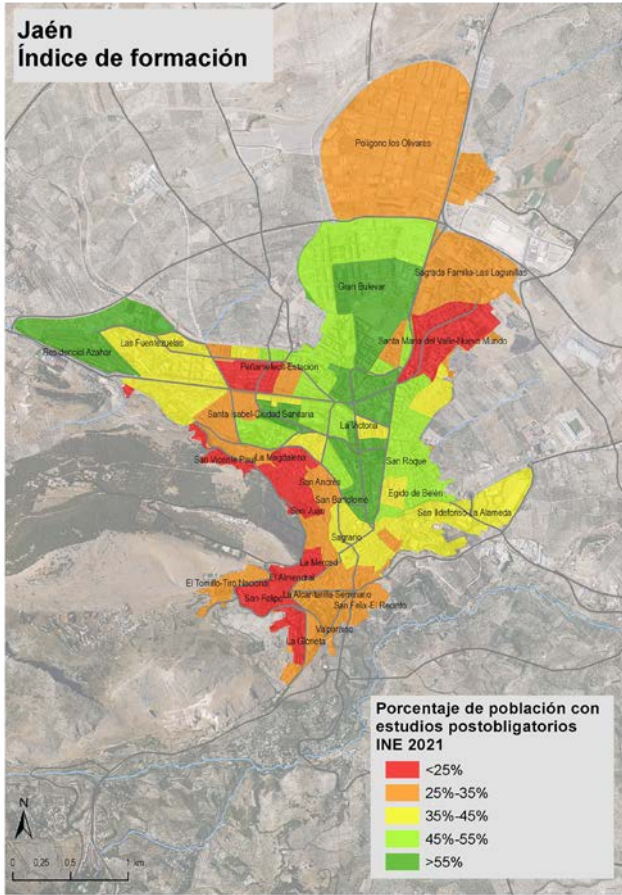 Jaén
Índice de formación
Polígono los Olivares
Sagrada Familia-Las Lagunillas
Gran Bulevar
Santa María del Valle-Nuevo Mundo
Las Fuentezuelas
Residencial Azahar
Peñamefecit-Estación
Santa Isabel-Ciudad Sanitaria
La Victoria
San Vicente Paul
La Magdalena
San Roque
San Andrés
Egido de Belén
San Bartolomé
San Juan
San Ildefonso-La Alameda
Sagrario
La Merced
El Almendral
El Tomillo-Tiro Nacional
La Alcantarilla-Seminario
San Felipe
San Felix-El Recinto
Valparaíso
La Glorieta
Porcentaje de población con
estudios postobligatorios
INE 2021
<25%
25%-35%
35%-45%
45%-55%
>55%
N
0 0,25 0,5 1 km